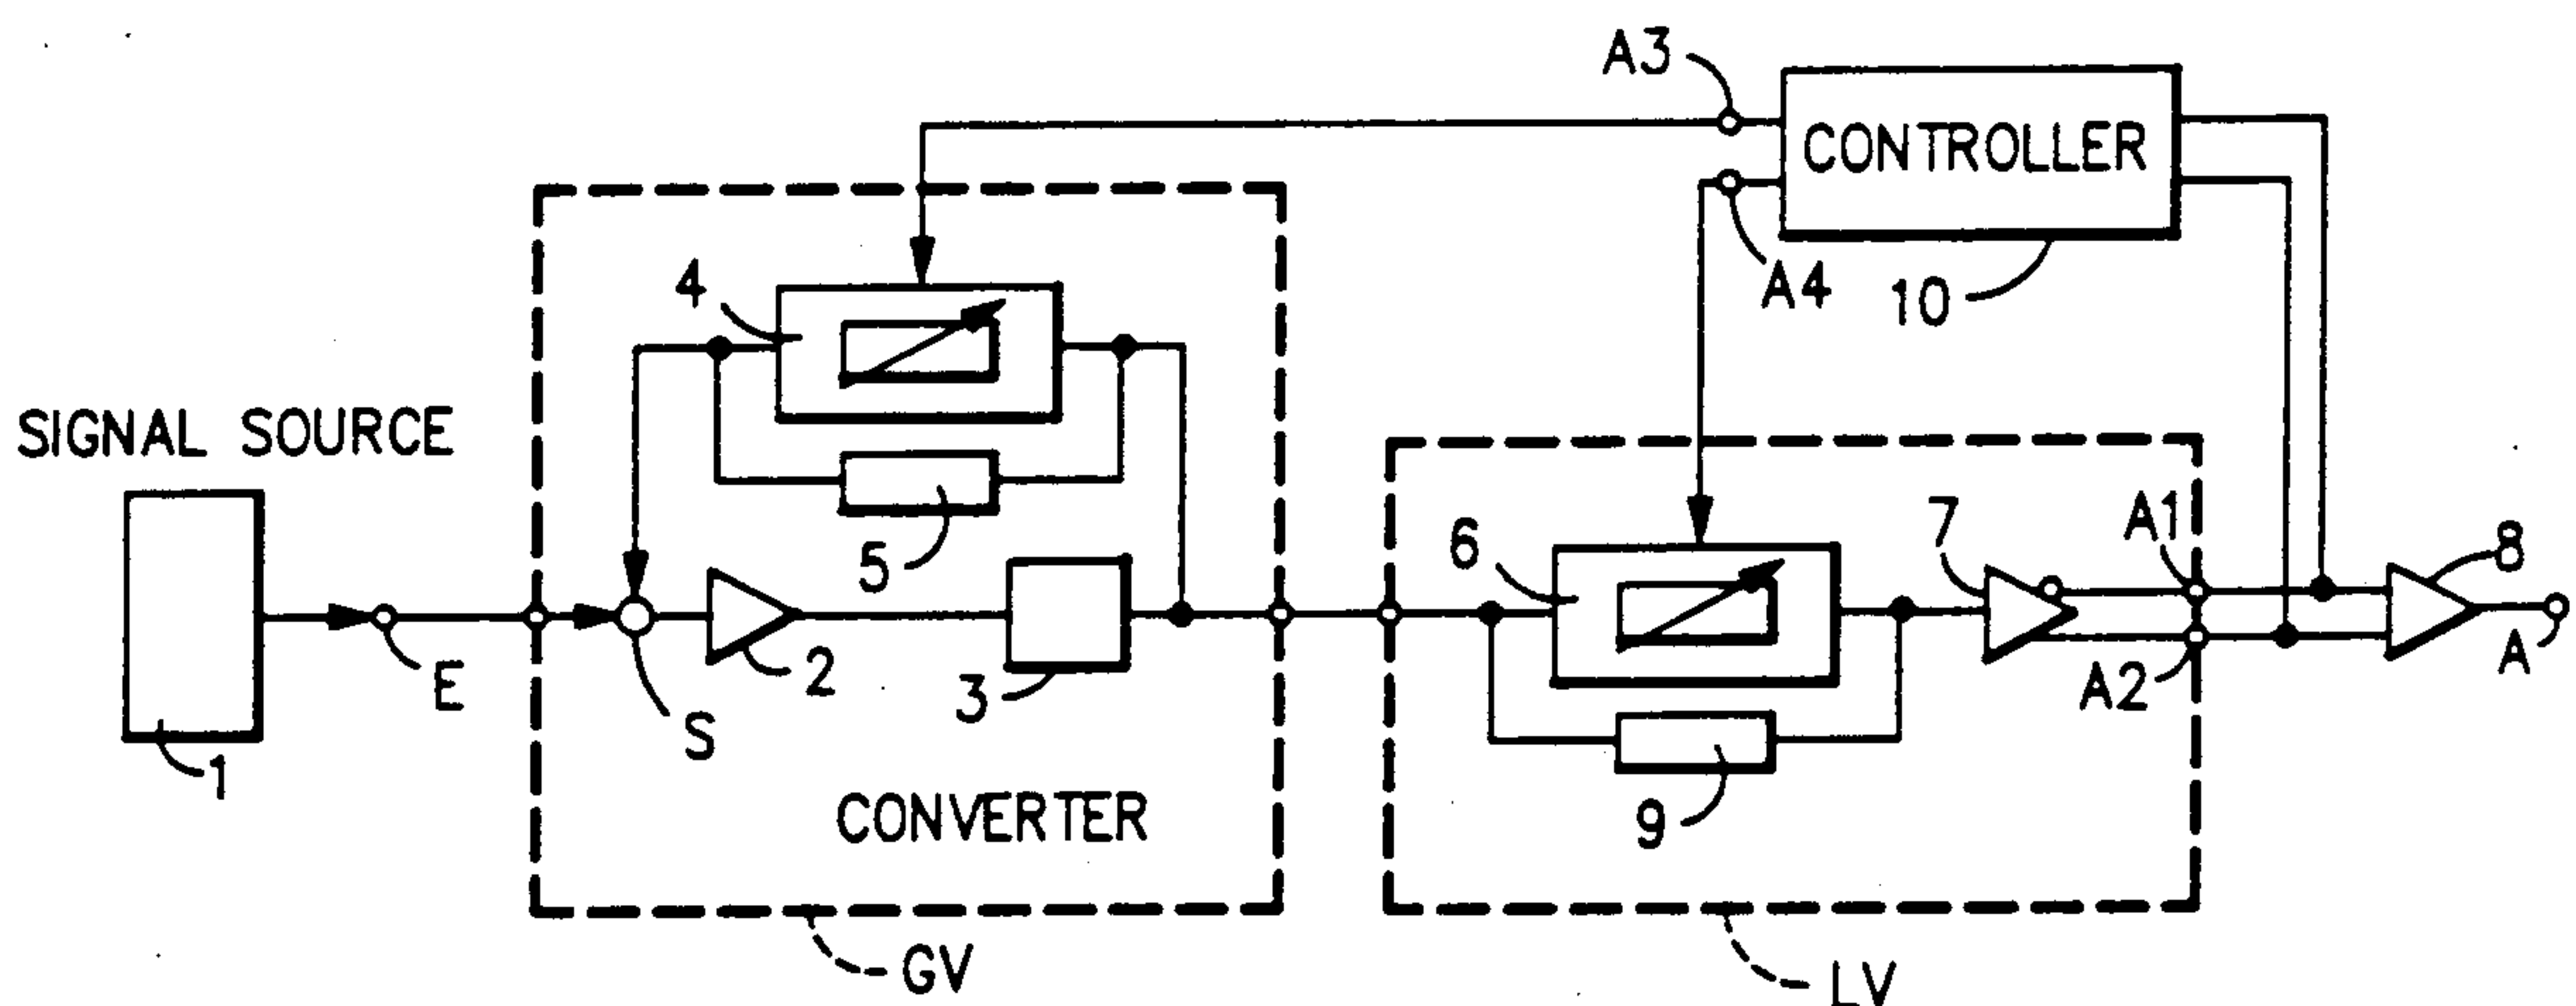 A3
CONTROLLER
A4
10
4
SIGNAL SOURCE
5
6
7
A1
8
E
S
2
3
A2
A
1
CONVERTER
9
GV
LV